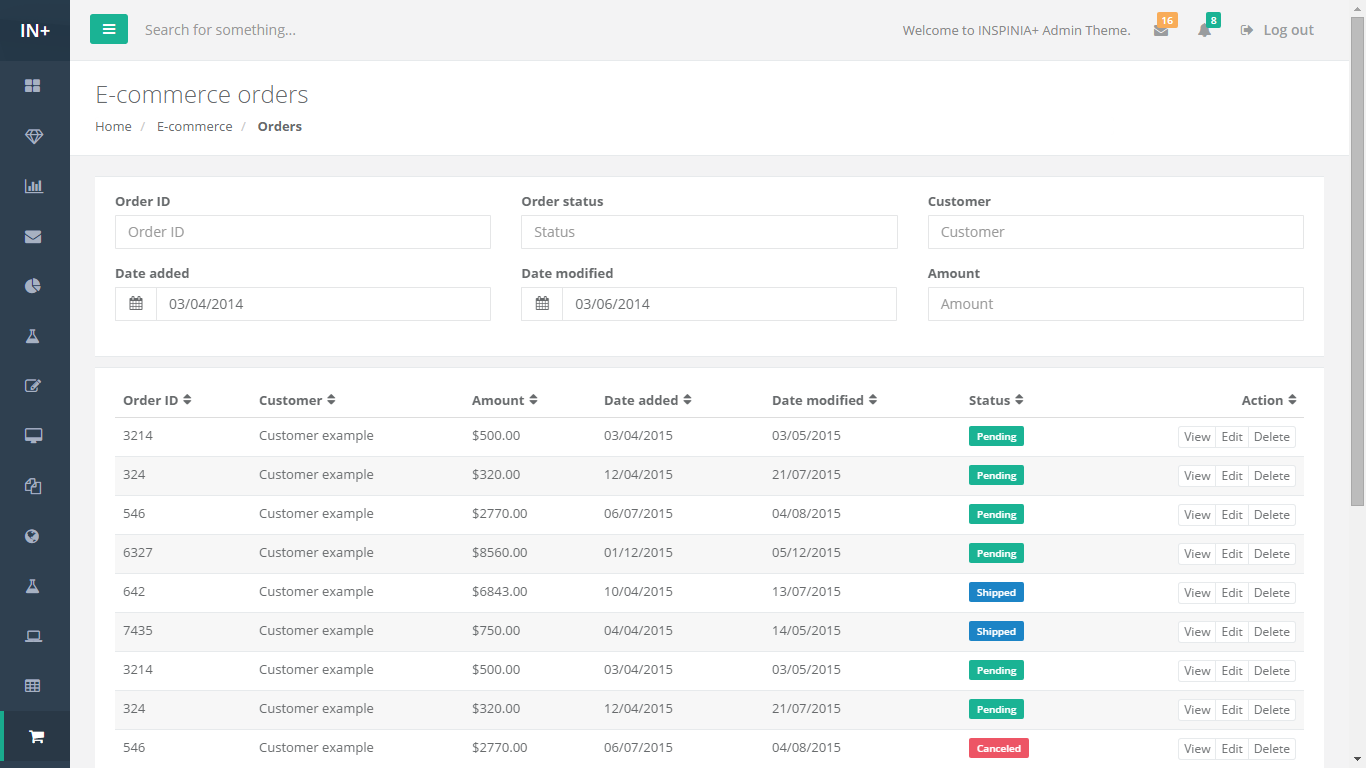 IN+
Search for something...
Welcome to INSPINIA+ Admin Theme. 16 8 Log out
E-commerce orders
Home / E-commerce / Orders
Order ID Order status Customer
Order ID Status Customer
Date added Date modified Amount
03/04/2014 03/06/2014 Amount
Order ID Customer Amount Date added Date modified Status Action
3214 Customer example $500.00 03/04/2015 03/05/2015 Pending View Edit Delete
324 Customer example $320.00 12/04/2015 21/07/2015 Pending View Edit Delete
546 Customer example $2770.00 06/07/2015 04/08/2015 Pending View Edit Delete
6327 Customer example $8560.00 01/12/2015 05/12/2015 Pending View Edit Delete
642 Customer example $6843.00 10/04/2015 13/07/2015 Shipped View Edit Delete
7435 Customer example $750.00 04/04/2015 14/05/2015 Shipped View Edit Delete
3214 Customer example $500.00 03/04/2015 03/05/2015 Pending View Edit Delete
324 Customer example $320.00 12/04/2015 21/07/2015 Pending View Edit Delete
546 Customer example $2770.00 06/07/2015 04/08/2015 Canceled View Edit Delete